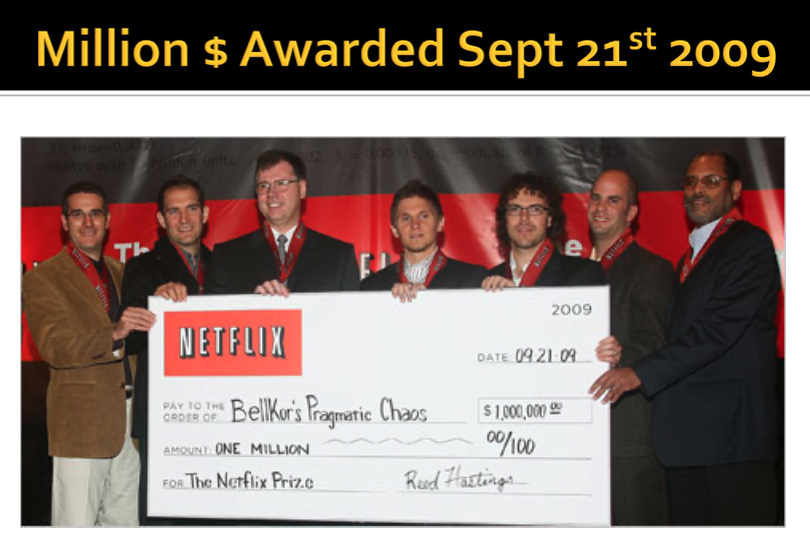 Million $ Awarded Sept 21st 2009
2009
NETFLIX
DATE: 09·21·09
PAY TO THE
ORDER OF: BellKor's Pragmatic Chaos $1,000,000 00
AMOUNT: ONE MILLION 00/100
FOR: The Netflix Prize Reed Hastings